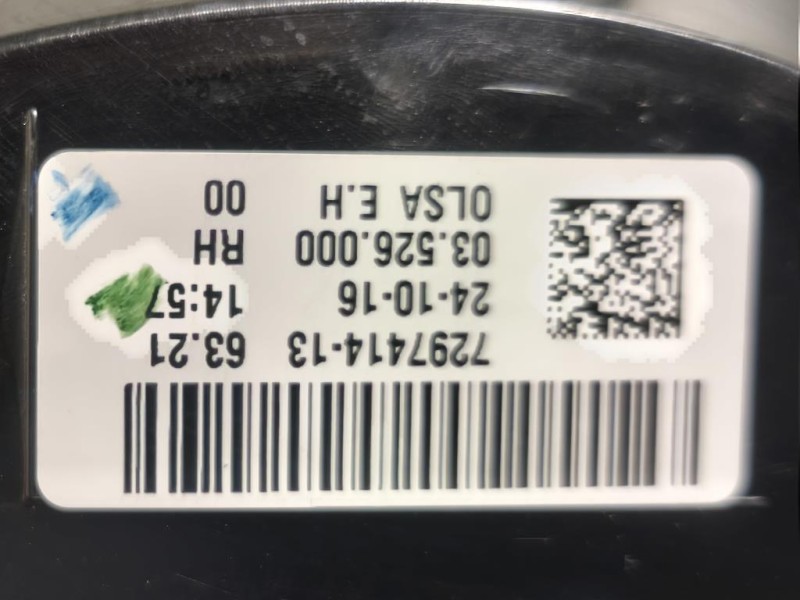 7297414-13 63.21
24-10-16 14:57
03.526.000 RH
OLSA E.H 00